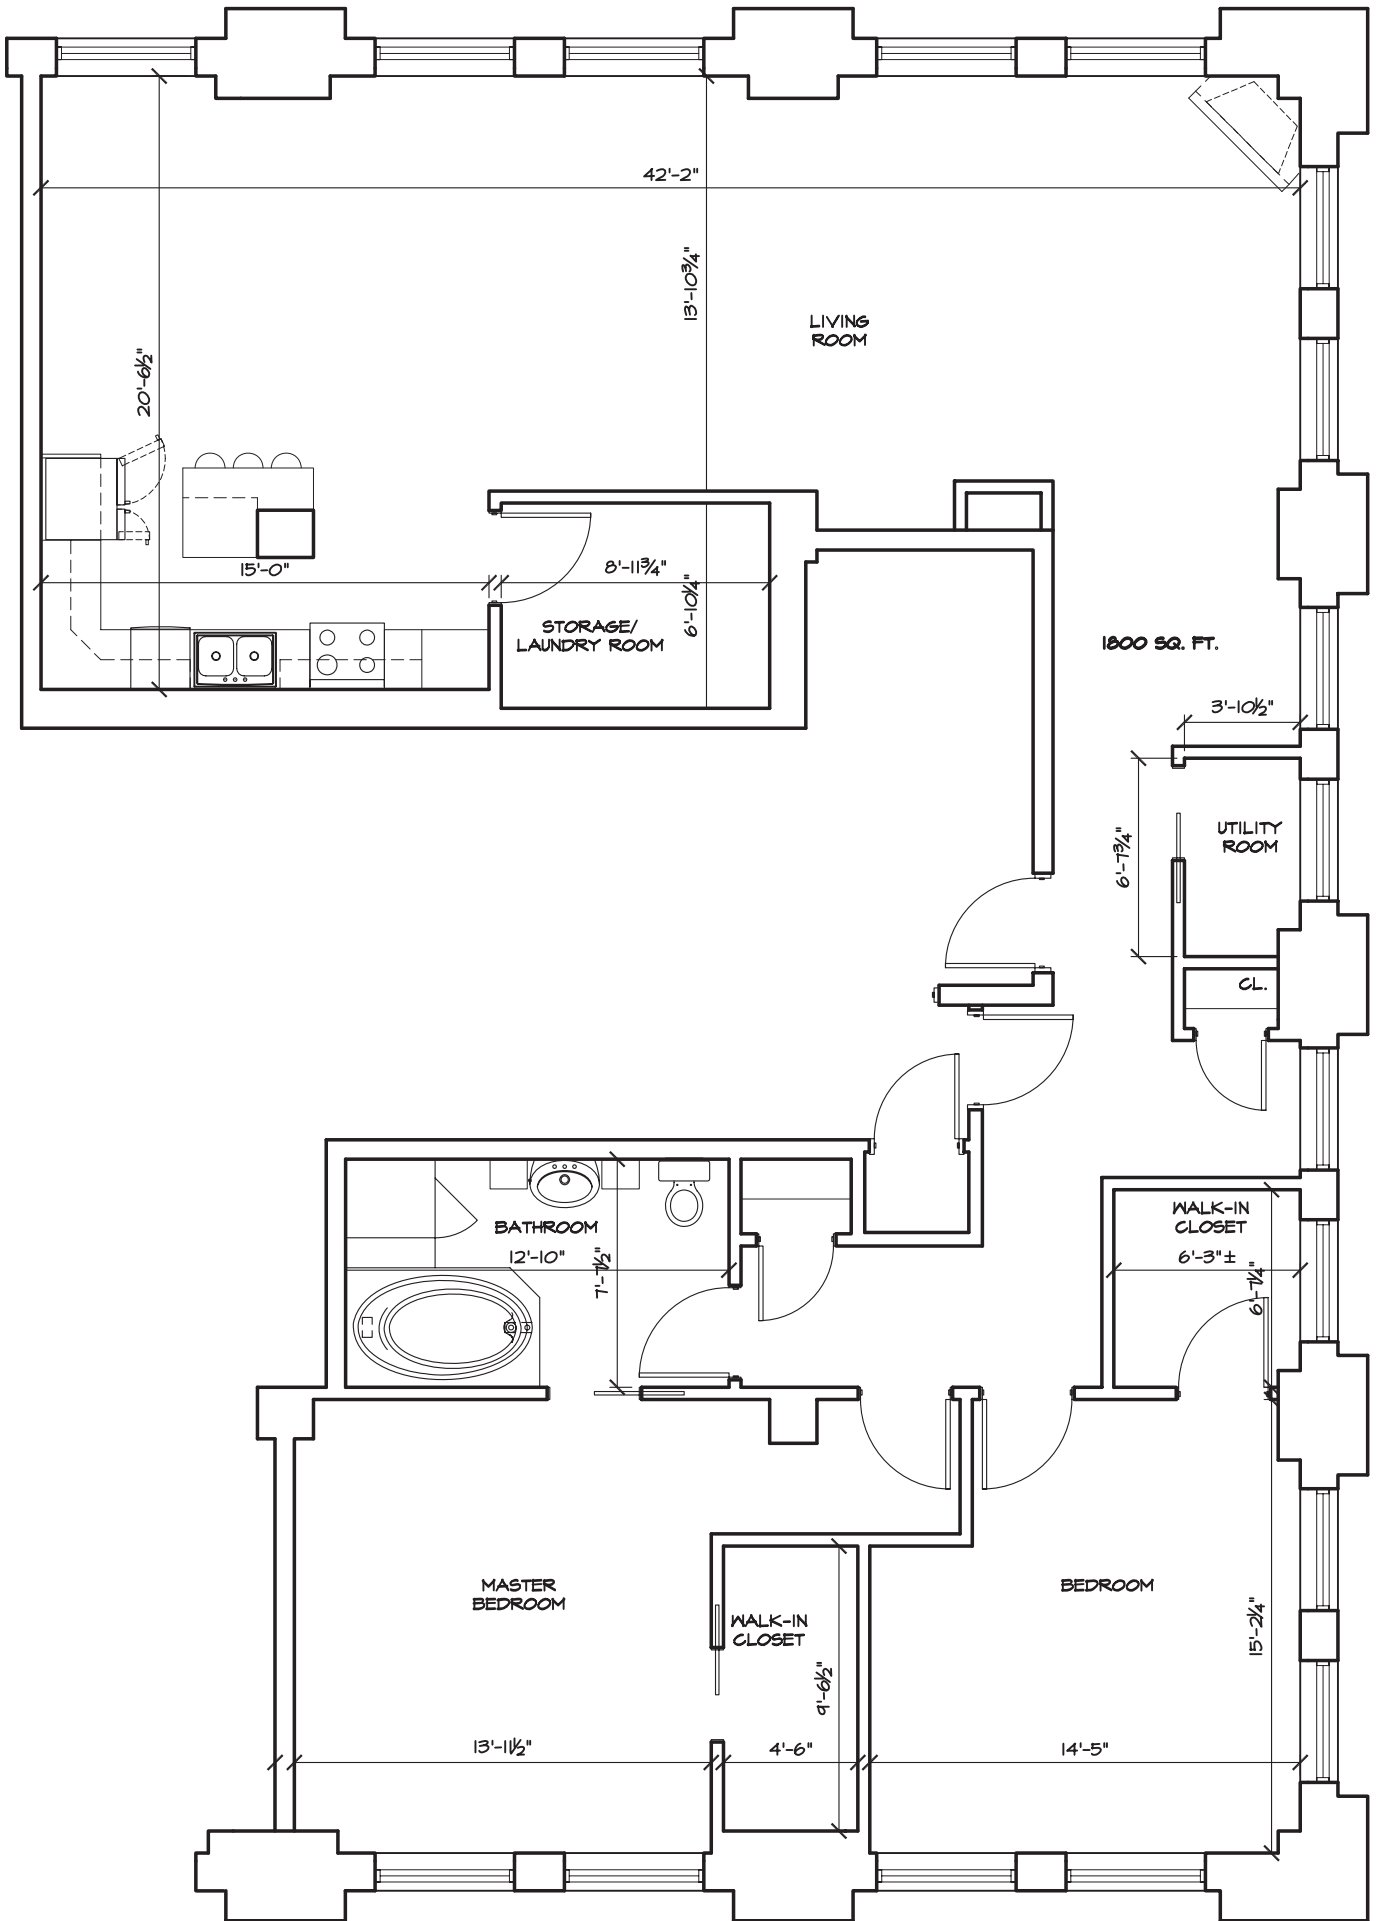 42'-2"
13'-10¾"
LIVING
ROOM
20'-6½"
15'-0"
8'-11¾"
6'-10¼"
STORAGE/
LAUNDRY ROOM
1800 SQ. FT.
3'-10½"
UTILITY
ROOM
6'-7¾"
CL.
BATHROOM
12'-10"
7'-7½"
WALK-IN
CLOSET
6'-3"±
6'-7¼"
MASTER
BEDROOM
BEDROOM
WALK-IN
CLOSET
9'-6½"
15'-2¼"
13'-11½"
4'-6"
14'-5"